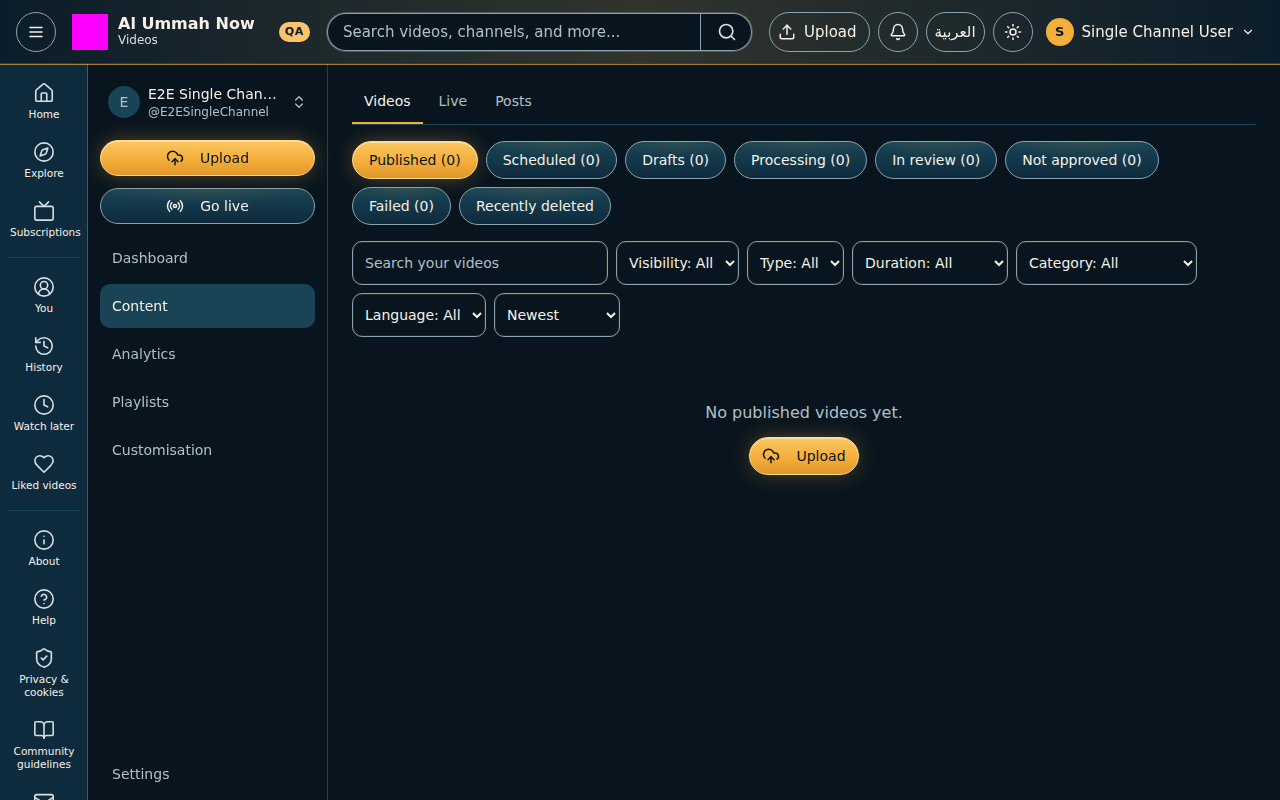 Al Ummah Now
Videos
QA
Search videos, channels, and more...
Upload
العربية
S
Single Channel User
Home
Explore
Subscriptions
You
History
Watch later
Liked videos
About
Help
Privacy &
cookies
Community
guidelines
E
E2E Single Chan...
@E2ESingleChannel
Upload
Go live
Dashboard
Content
Analytics
Playlists
Customisation
Settings
Videos
Live
Posts
Published (0)
Scheduled (0)
Drafts (0)
Processing (0)
In review (0)
Not approved (0)
Failed (0)
Recently deleted
Search your videos
Visibility: All
Type: All
Duration: All
Category: All
Language: All
Newest
No published videos yet.
Upload